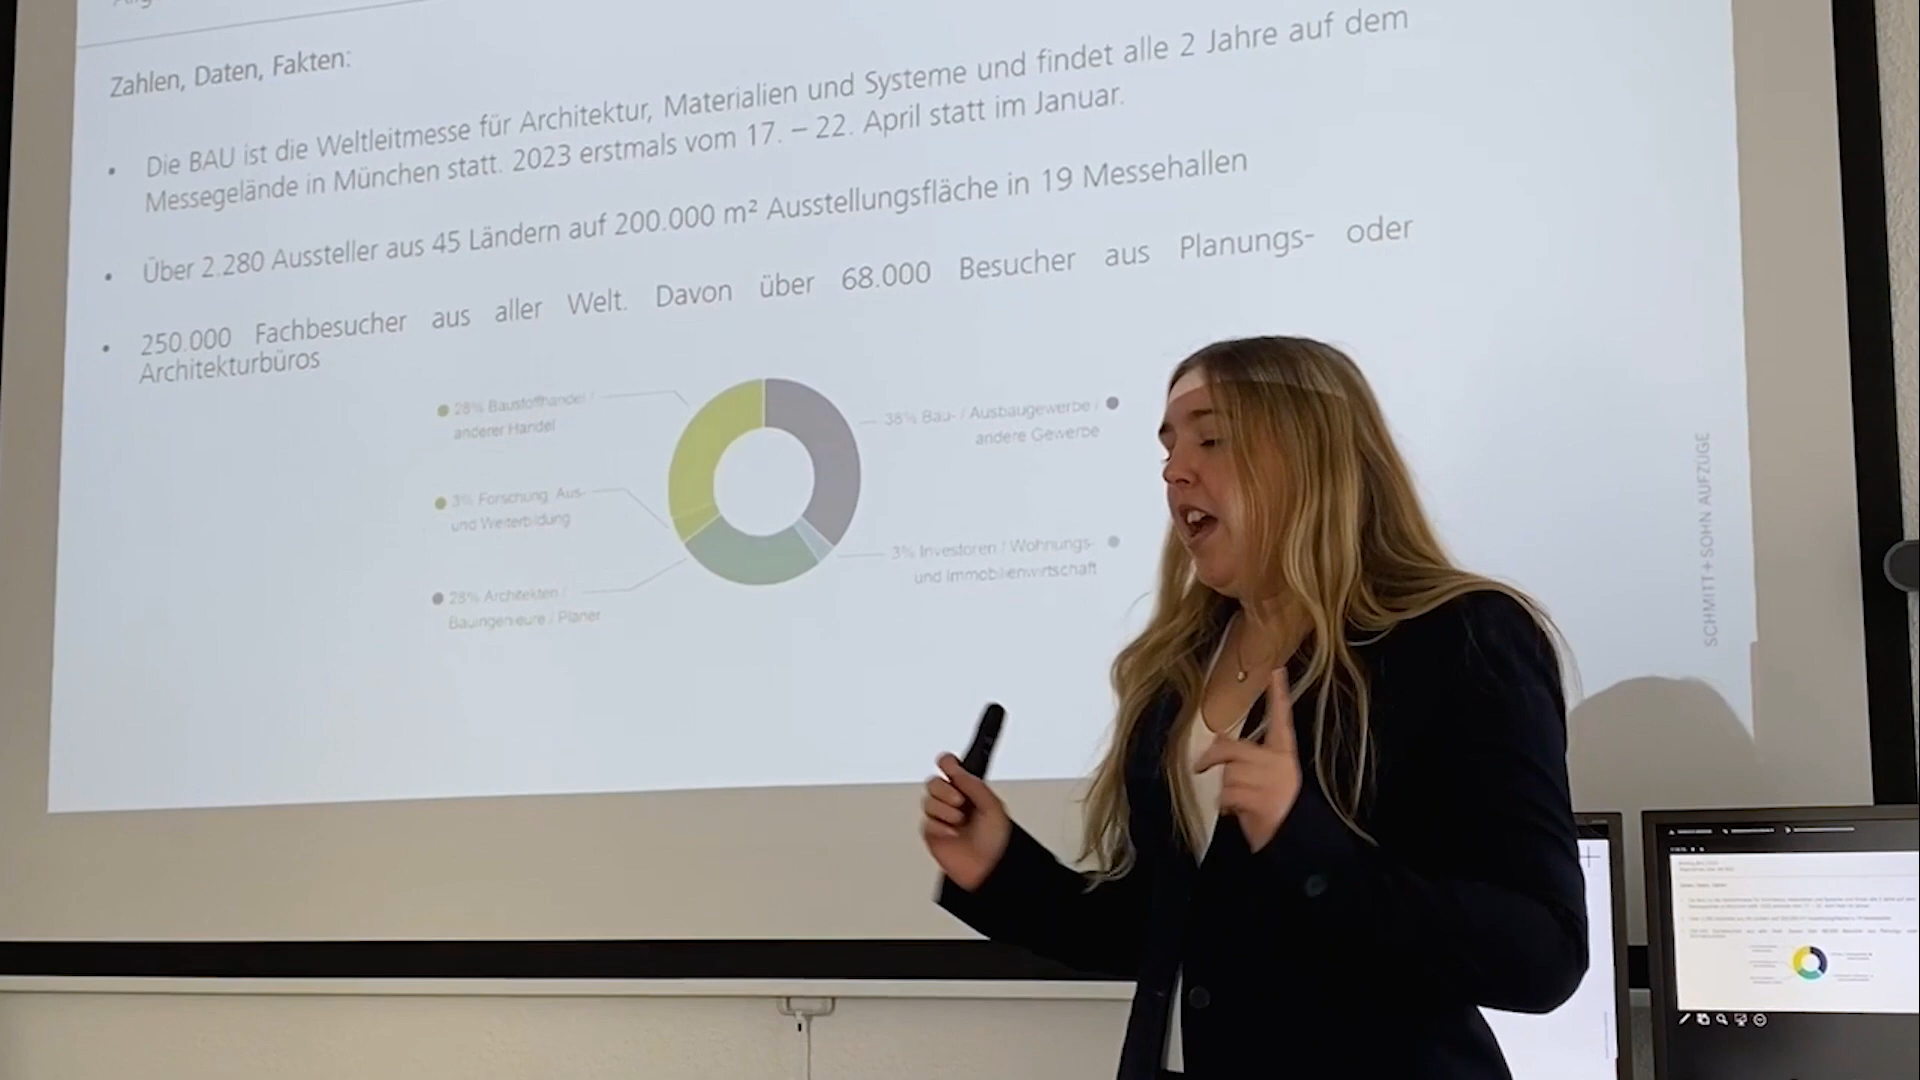 Zahlen, Daten, Fakten:
• Die BAU ist die Weltleitmesse für Architektur, Materialien und Systeme und findet alle 2 Jahre auf dem
Messegelände in München statt. 2023 erstmals vom 17. – 22. April statt im Januar.
• Über 2.280 Aussteller aus 45 Ländern auf 200.000 m² Ausstellungsfläche in 19 Messehallen
• 250.000 Fachbesucher aus aller Welt. Davon über 68.000 Besucher aus Planungs- oder
Architekturbüros
28% Baustoffhandel /
anderer Handel
3% Forschung, Aus-
und Weiterbildung
28% Architekten /
Bauingenieure / Planer
38% Bau- / Ausbaugewerbe /
andere Gewerbe
3% Investoren / Wohnungs-
und Immobilienwirtschaft
SCHMITT+SOHN AUFZÜGE